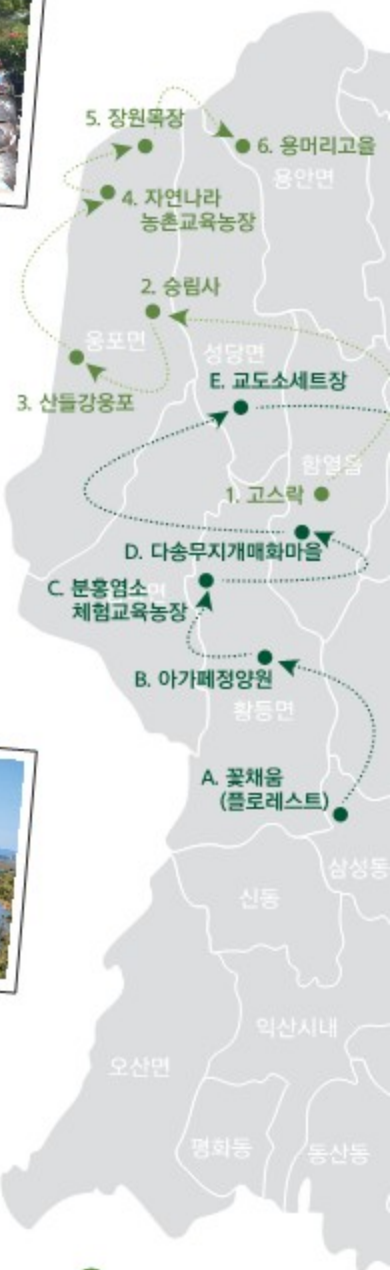 5. 장원목장
6. 용머리고을
용안면
4. 자연나라
농촌교육농장
2. 숭림사
웅포면
성당면
E. 교도소세트장
3. 산들강웅포
함열읍
1. 고스락
D. 다송무지개매화마을
C. 분홍염소
면
체험교육농장
B. 아가페정양원
황등면
A. 꽃채움
(플로레스트)
삼성동
신동
익산시내
오산면
평화동
동산동